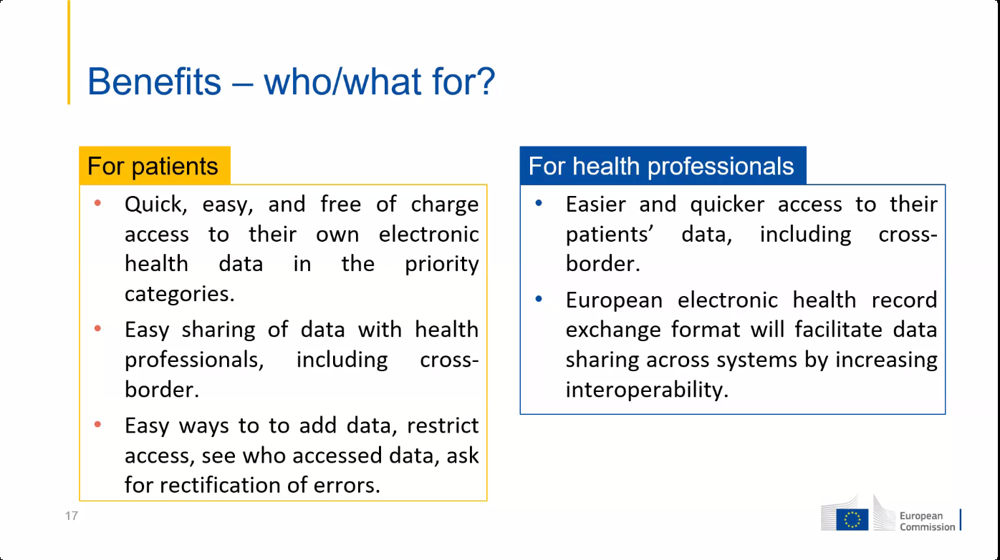 Benefits – who/what for?
For patients
• Quick, easy, and free of charge
access to their own electronic
health data in the priority
categories.
• Easy sharing of data with health
professionals, including cross-
border.
• Easy ways to to add data, restrict
access, see who accessed data, ask
for rectification of errors.
For health professionals
• Easier and quicker access to their
patients’ data, including cross-
border.
• European electronic health record
exchange format will facilitate data
sharing across systems by increasing
interoperability.
17
European
Commission